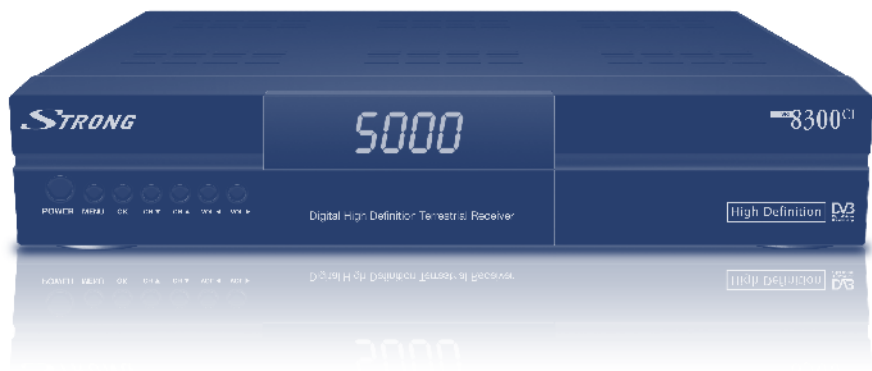 STRONG
5000
8300CI
POWER MENU OK CH ▼ CH ▲ VOL ◄ VOL ►
Digital High Definition Terrestrial Receiver
High Definition DVB